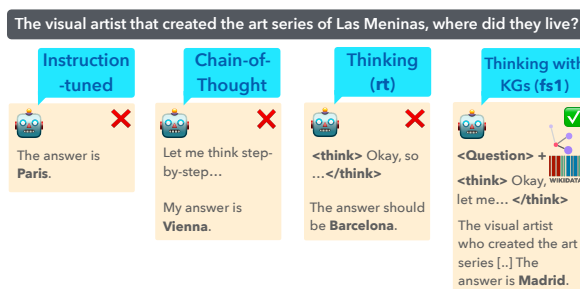 The visual artist that created the art series of Las Meninas, where did they live?
Instruction
-tuned
The answer is
Paris.
Chain-of-
Thought
Let me think step-
by-step...
My answer is
Vienna.
Thinking
(rt)
<think> Okay, so
...</think>
The answer should
be Barcelona.
Thinking with
KGs (fs1)
<Question> +
WIKIDATA
<think> Okay,
let me... </think>
The visual artist
who created the art
series [..] The
answer is Madrid.